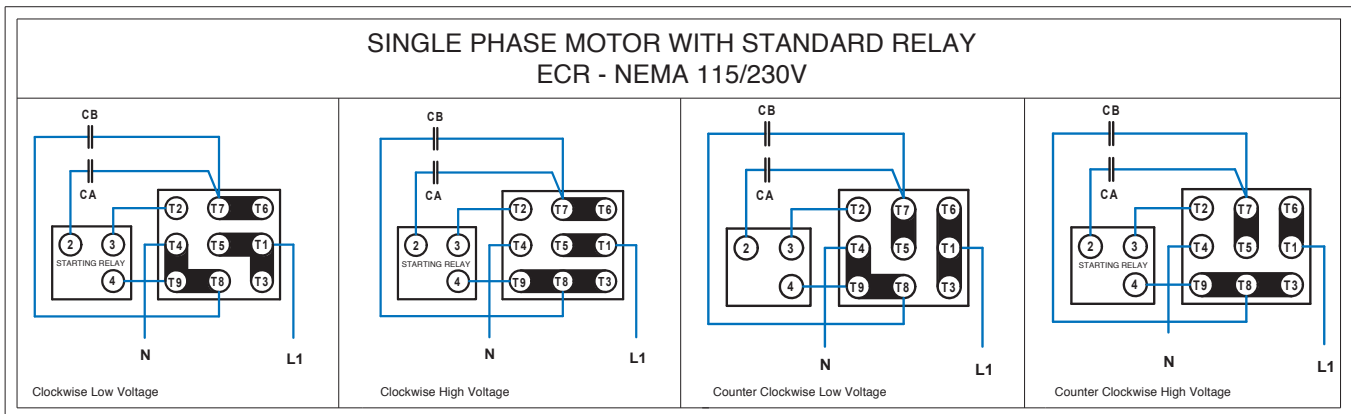 SINGLE PHASE MOTOR WITH STANDARD RELAY
ECR - NEMA 115/230V
CB
CA
T2 T7 T6
2 3 T4 T5 T1
STARTING RELAY
4 T9 T8 T3
N L1
Clockwise Low Voltage
CB
CA
T2 T7 T6
2 3 T4 T5 T1
STARTING RELAY
4 T9 T8 T3
N L1
Clockwise High Voltage
CB
CA
T2 T7 T6
2 3 T4 T5 T1
4 T9 T8 T3
N L1
Counter Clockwise Low Voltage
CB
CA
T2 T7 T6
2 3 T4 T5 T1
STARTING RELAY
4 T9 T8 T3
N L1
Counter Clockwise High Voltage